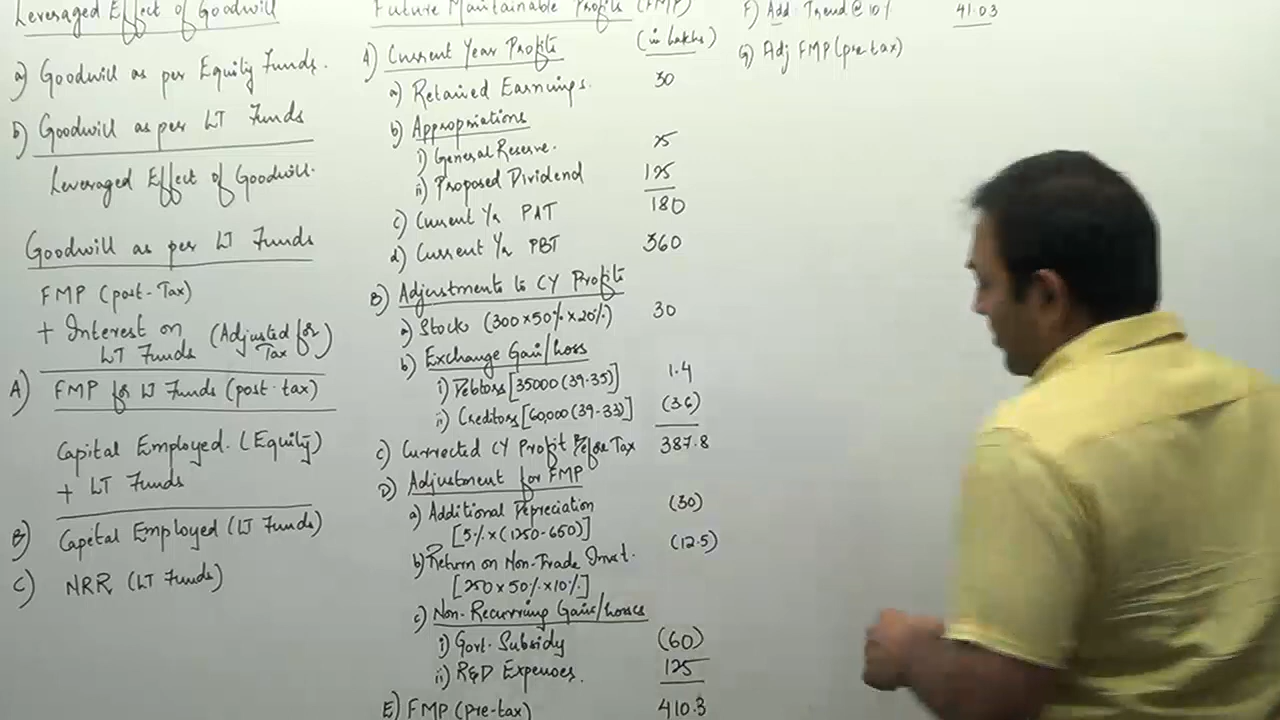 Leveraged Effect of Goodwill
a) Goodwill as per Equity Funds.
b) Goodwill as per LT Funds
Leveraged Effect of Goodwill.
Goodwill as per LT Funds
FMP (post-Tax)
+ Interest on
LT Funds (Adjusted for Tax)
A) FMP for LT Funds (post-tax)
Capital Employed. (Equity)
+ LT Funds
B) Capital Employed (LT Funds)
C) NRR (LT Funds)
Future Maintainable Profits (FMP)
A) Current Year Profits (in Lakhs)
a) Retained Earnings. 30
b) Appropriations
i) General Reserve. 25
ii) Proposed Dividend 125
c) Current Yr PAT 180
d) Current Yr PBT 360
B) Adjustments to CY Profits
a) Stock (300×50%×20%) 30
b) Exchange Gain/Loss
i) Debtors [35000(39-35)] 1.4
ii) Creditors [60,000(39-33)] (3.6)
C) Corrected CY Profit Before Tax 387.8
D) Adjustment for FMP
a) Additional Depreciation (30)
[5%×(1250-650)]
b) Return on Non-Trade Invt. (12.5)
[250×50%×10%]
c) Non-Recurring Gains/Losses
i) Govt. Subsidy (60)
ii) R&D Expenses. 125
E) FMP (pre-tax) 410.3
F) Add: Trend @ 10% 41.03
G) Adj FMP (pre-tax)